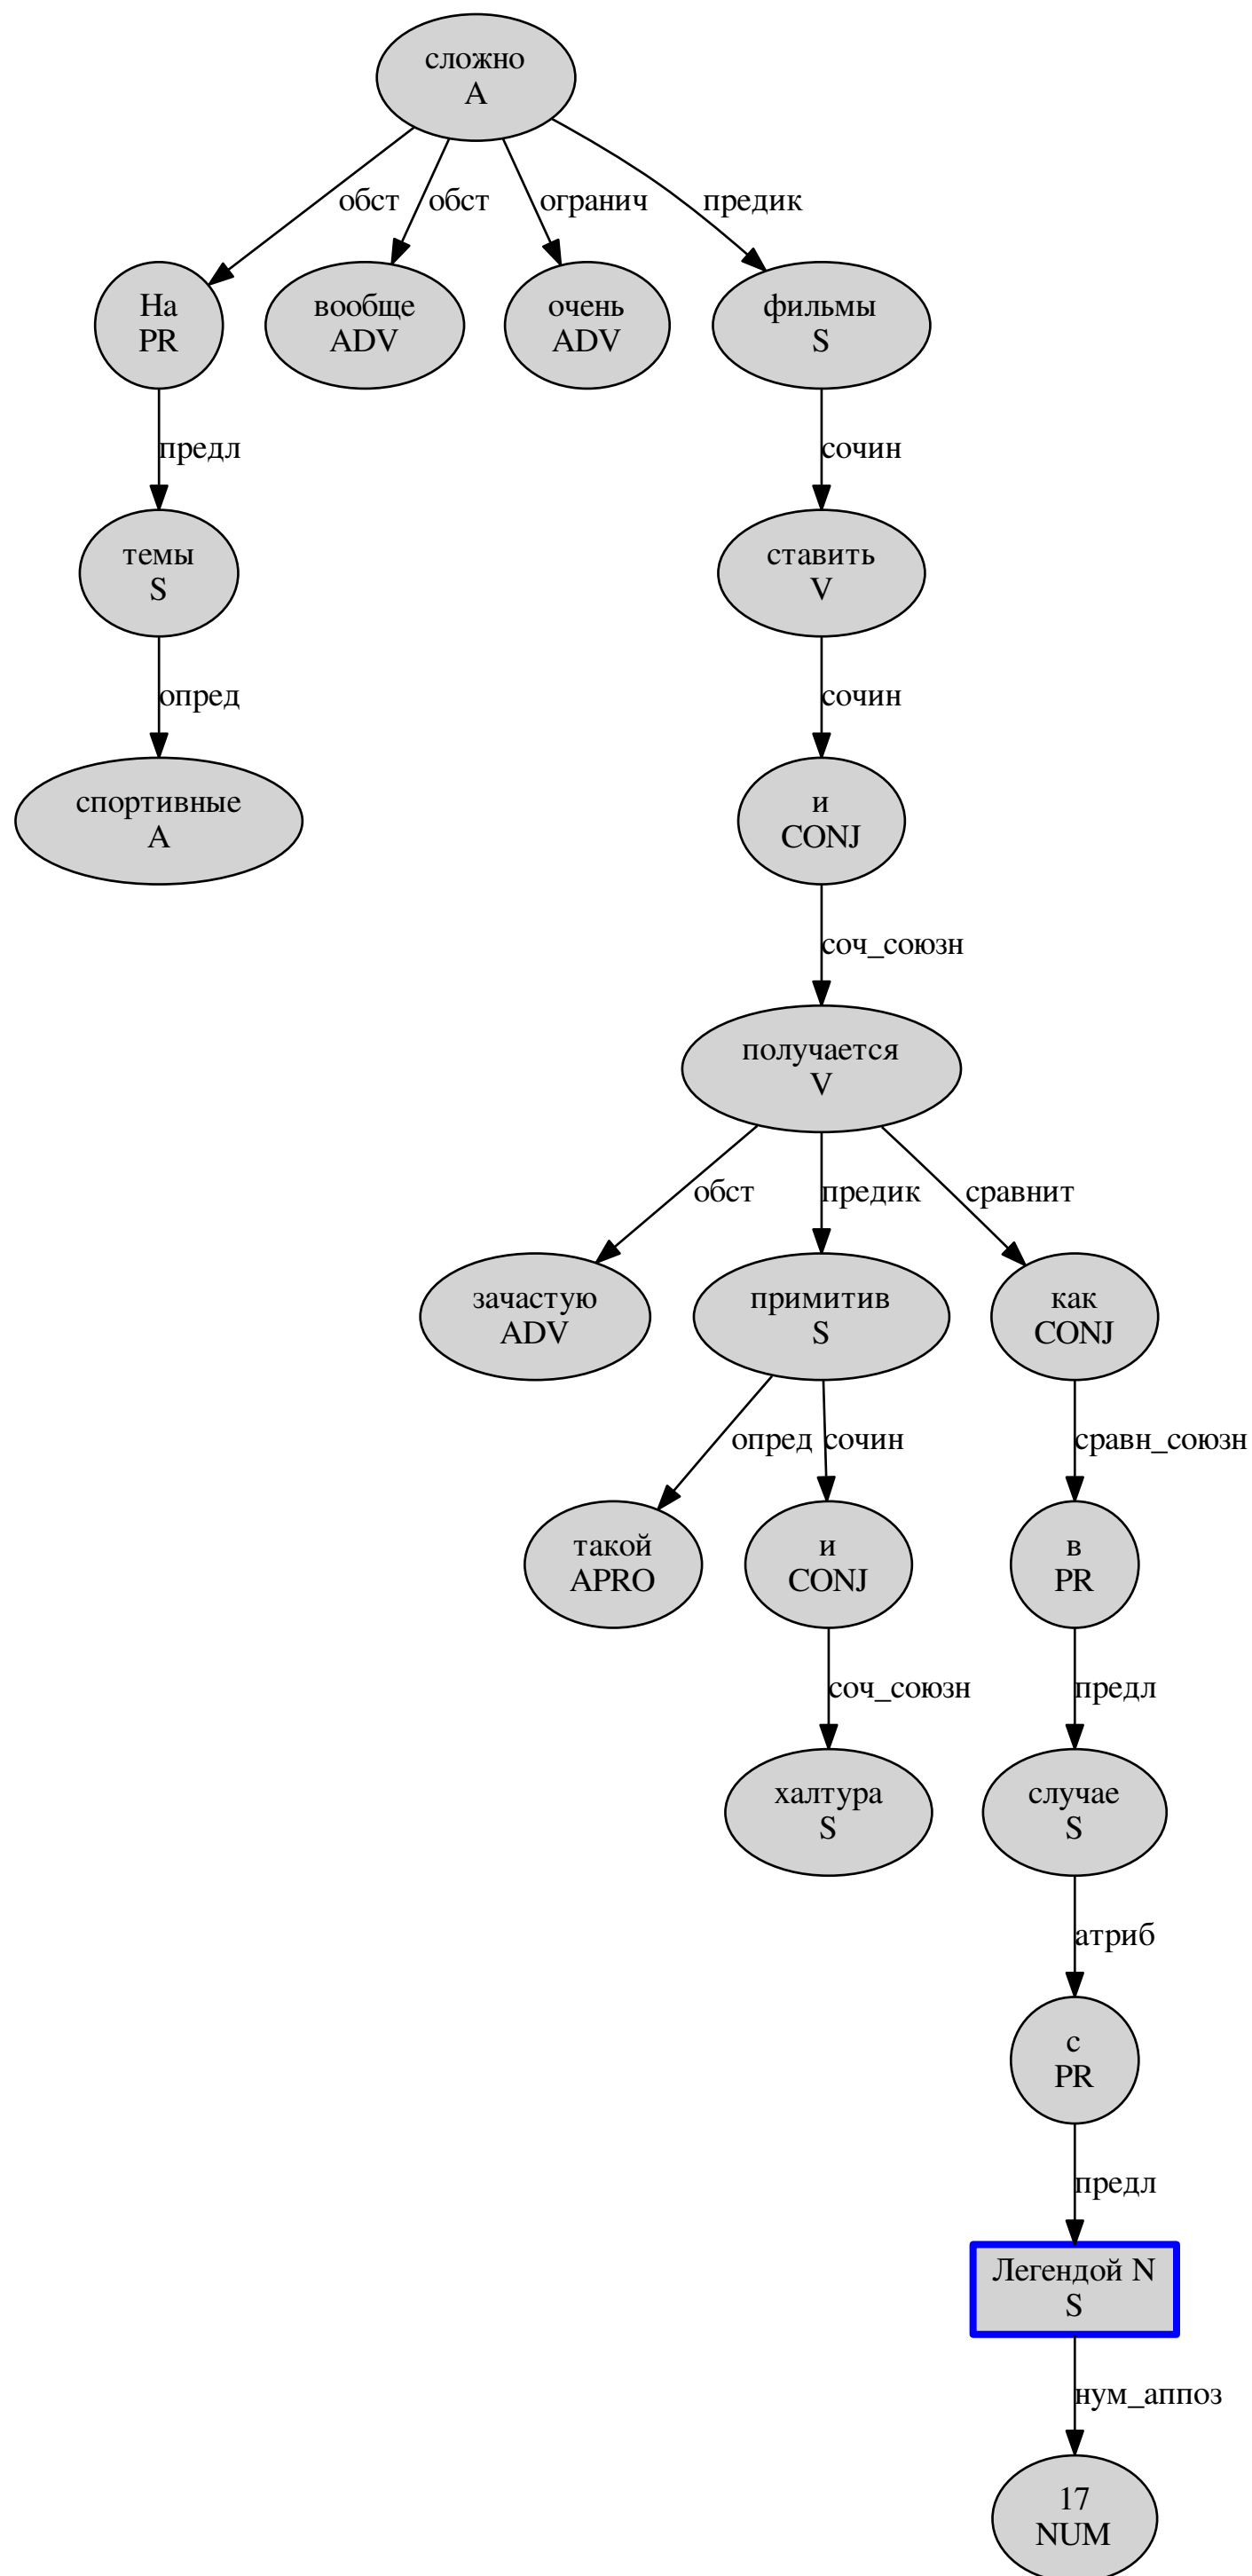 сложно
A
обст
обст
огранич
предик
На
PR
вообще
ADV
очень
ADV
фильмы
S
предл
сочин
темы
S
ставить
V
опред
сочин
спортивные
A
и
CONJ
соч_союзн
получается
V
обст
предик
сравнит
зачастую
ADV
примитив
S
как
CONJ
опред
сочин
сравн_союзн
такой
APRO
и
CONJ
в
PR
соч_союзн
предл
халтура
S
случае
S
атриб
с
PR
предл
Легендой N
S
нум_аппоз
17
NUM